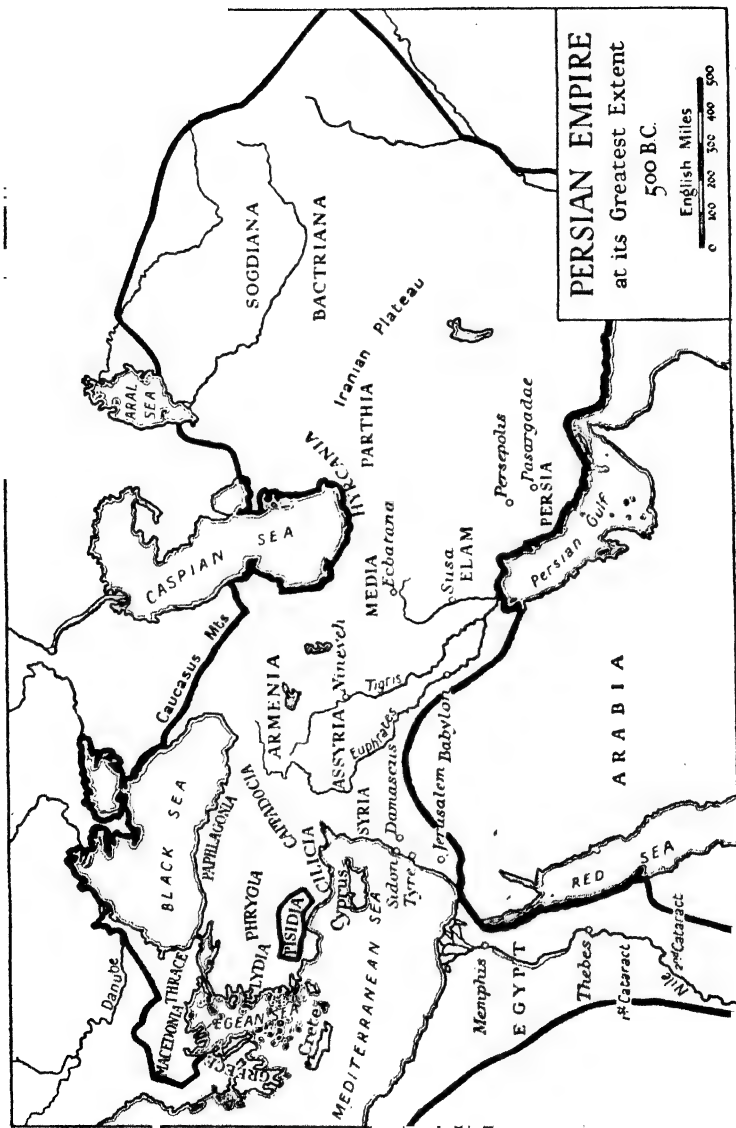 PERSIAN EMPIRE
at its Greatest Extent
500 B.C.
English Miles
0 100 200 300 400 500
ARAL
SEA
SOGDIANA
BACTRIANA
CASPIAN SEA
Caucasus Mts
HYRCANIA
PARTHIA
Iranian Plateau
Danube
BLACK SEA
MACEDONIA
THRACE
GREECE
ÆGEAN SEA
LYDIA
PHRYGIA
PAPHLAGONIA
CAPPADOCIA
PISIDIA
CILICIA
ARMENIA
ASSYRIA
Nineveh
MEDIA
Ecbatana
Tigris
Euphrates
Susa
ELAM
Persepolis
Pasargadae
PERSIA
Persian Gulf
Crete
Cyprus
MEDITERRANEAN SEA
SYRIA
Sidon
Damascus
Tyre
Jerusalem
Babylon
Memphis
EGYPT
Thebes
1st Cataract
Nile
2nd Cataract
RED SEA
ARABIA